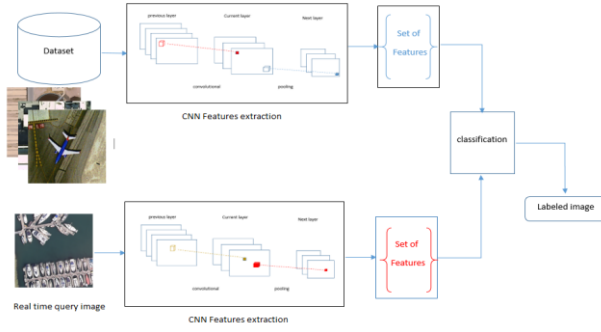 Dataset
previous layer Current layer Next layer
convolutional pooling
CNN Features extraction
Set of
Features
classification
Labeled image
previous layer Current layer Next layer
convolutional pooling
CNN Features extraction
Set of
Features
Real time query image